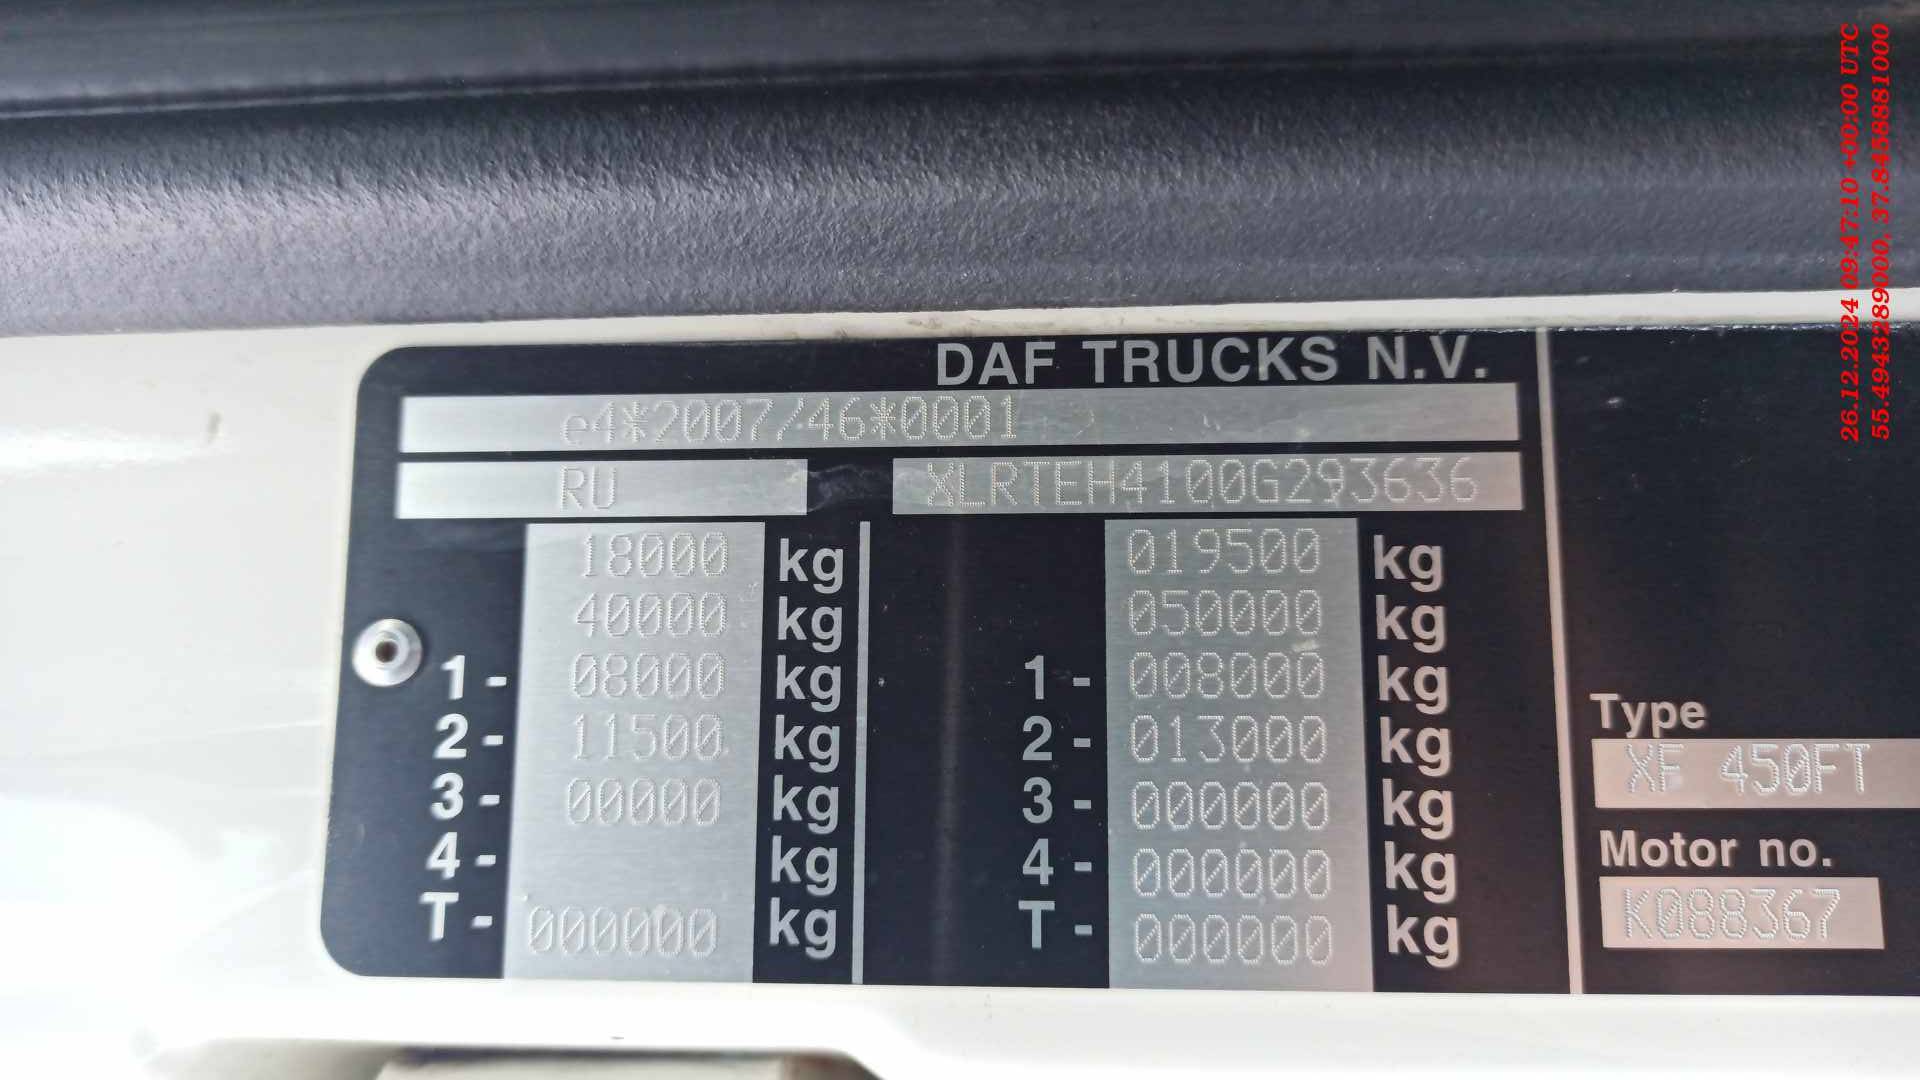 DAF TRUCKS N.V.
e4*2007/46*0001
RU XLRTEH4100G293636
18000 kg 019500 kg
40000 kg 050000 kg
1- 08000 kg 1- 008000 kg
2- 11500 kg 2- 013000 kg
3- 00000 kg 3- 000000 kg
4- kg 4- 000000 kg
T- 000000 kg T- 000000 kg
Type
XF 450FT
Motor no.
K088367
26.12.2024 09:47:10 +00:00 UTC
55.4943289000, 37.8458881000